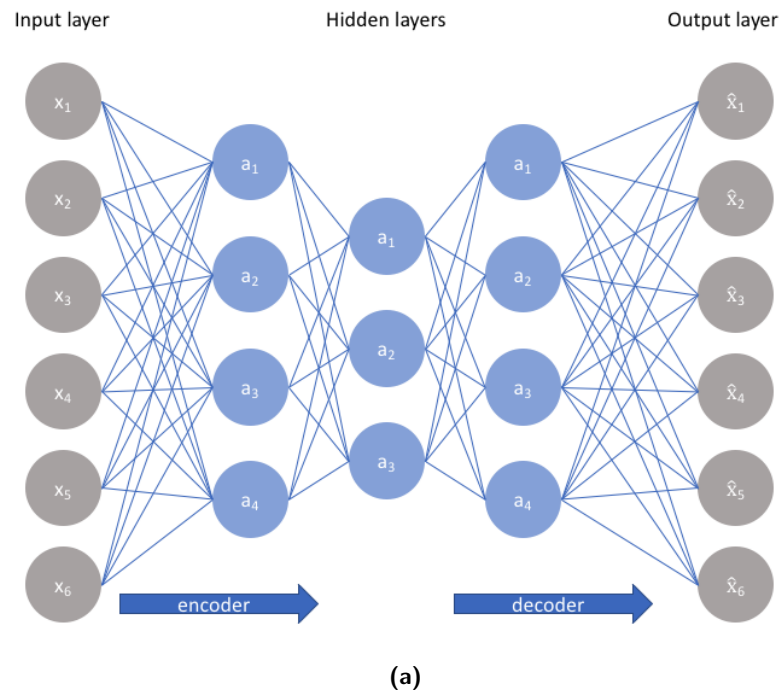 Input layer
Hidden layers
Output layer
x₁
x₂
x₃
x₄
x₅
x₆
a₁
a₂
a₃
a₄
a₁
a₂
a₃
a₁
a₂
a₃
a₄
x̂₁
x̂₂
x̂₃
x̂₄
x̂₅
x̂₆
encoder
decoder
(a)